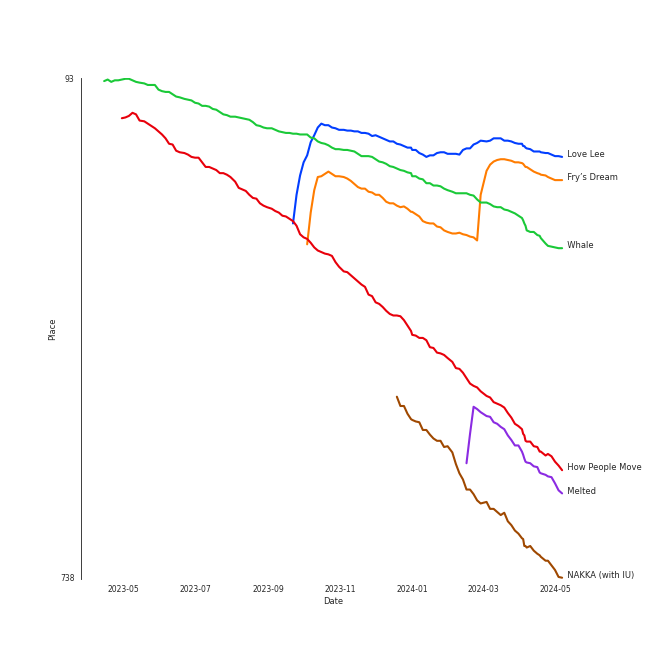 93
Love Lee
Fry's Dream
Whale
Place
How People Move
Melted
NAKKA (with IU)
738
2023-05 2023-07 2023-09 2023-11 2024-01 2024-03 2024-05
Date